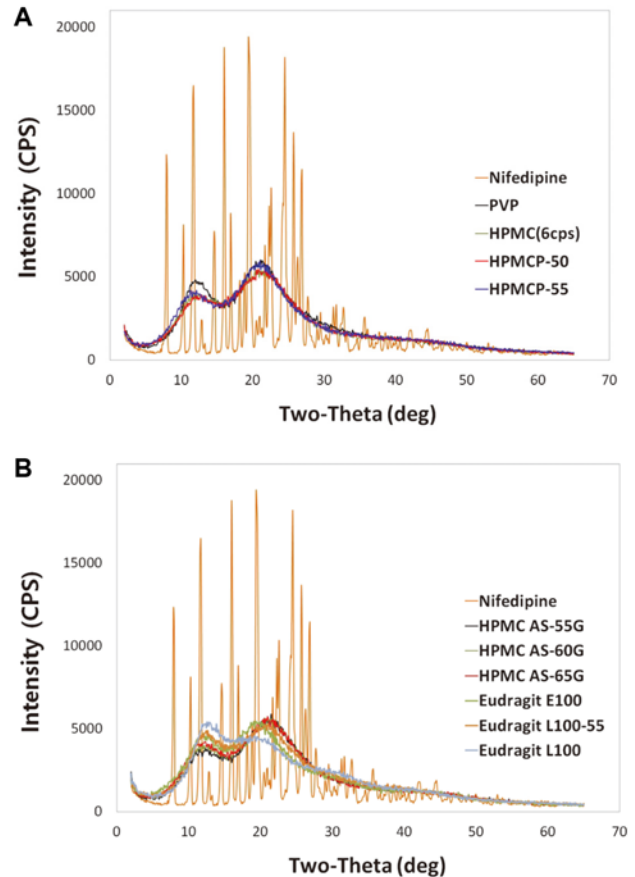 A
20000
15000
10000
5000
0
Intensity (CPS)
Nifedipine
PVP
HPMC(6cps)
HPMCP-50
HPMCP-55
0 10 20 30 40 50 60 70
Two-Theta (deg)
B
20000
15000
10000
5000
0
Intensity (CPS)
Nifedipine
HPMC AS-55G
HPMC AS-60G
HPMC AS-65G
Eudragit E100
Eudragit L100-55
Eudragit L100
0 10 20 30 40 50 60 70
Two-Theta (deg)